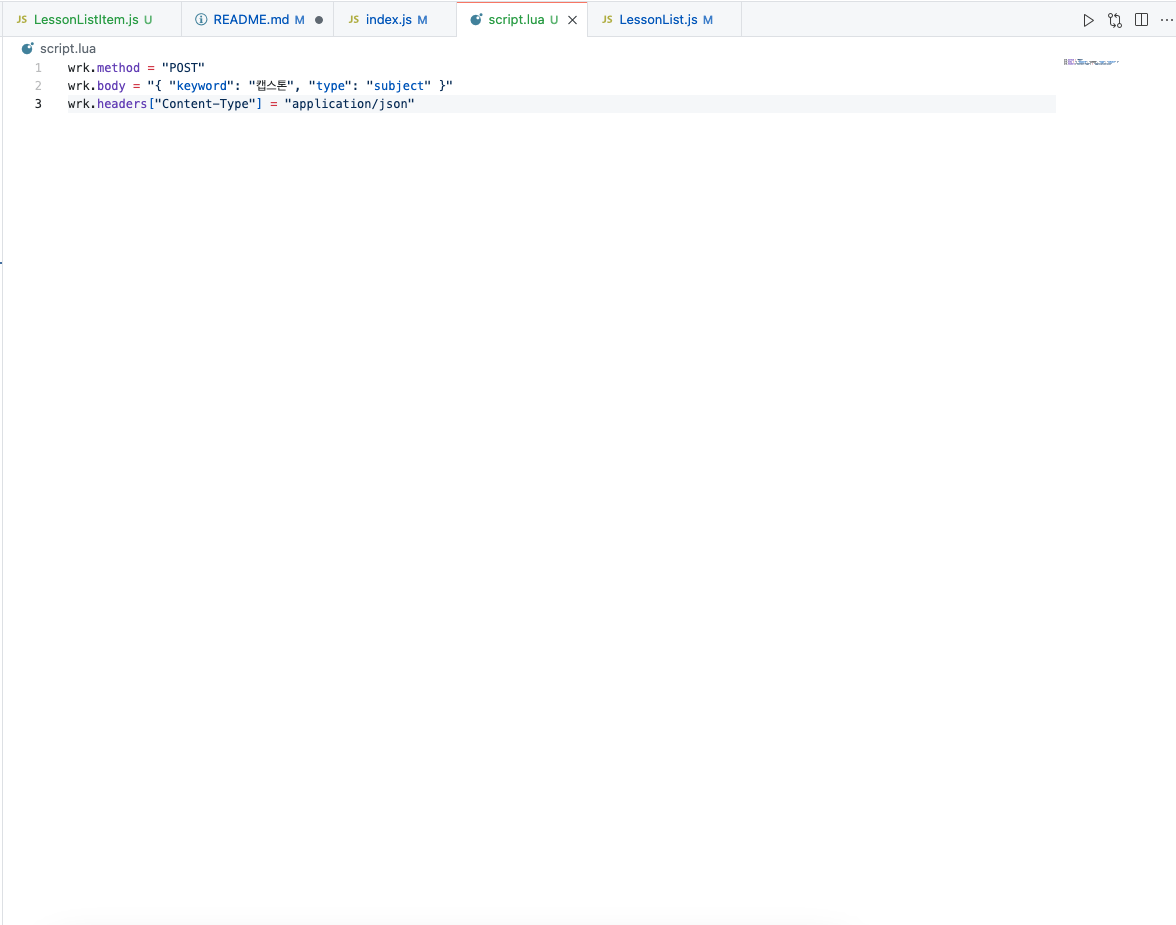 JS LessonListItem.js U README.md M JS index.js M script.lua U JS LessonList.js M
script.lua
1 wrk.method = "POST"
2 wrk.body = "{ "keyword": "캡스톤", "type": "subject" }"
3 wrk.headers["Content-Type"] = "application/json"